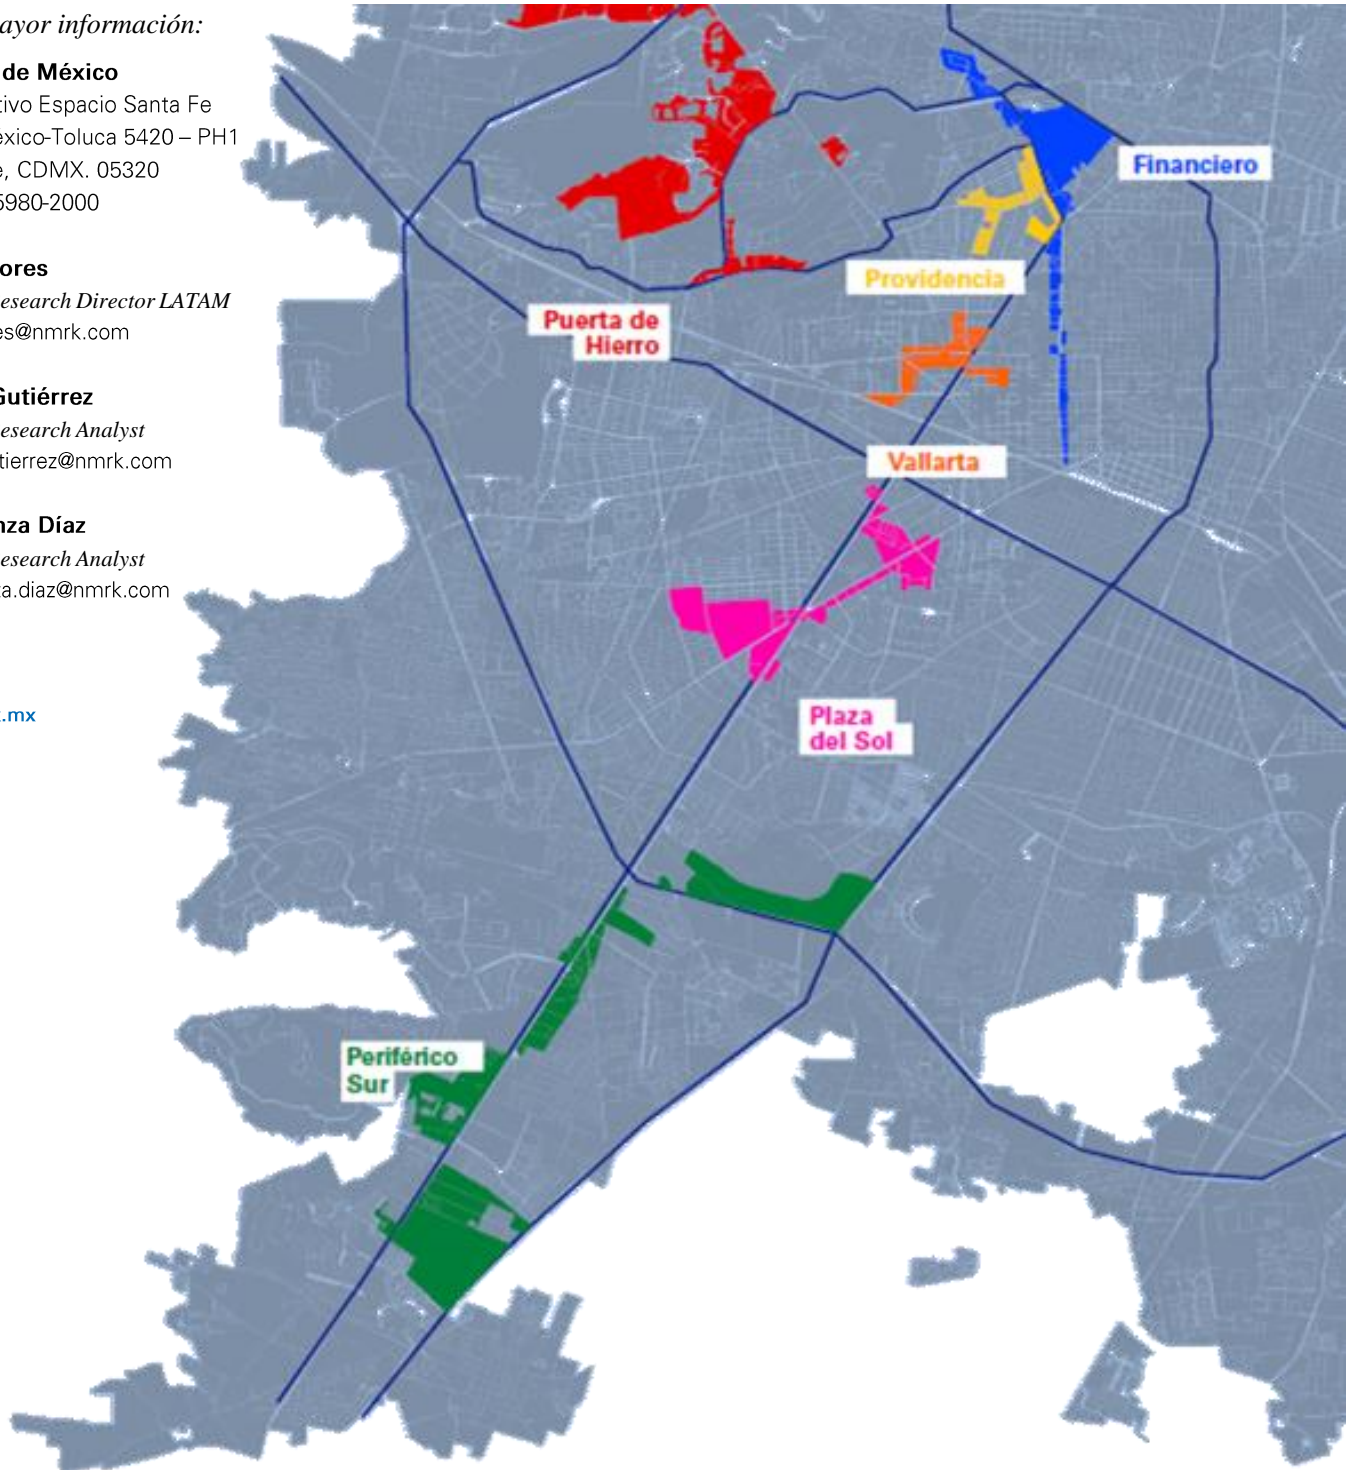 ayor información:
de México
tivo Espacio Santa Fe
exico-Toluca 5420 – PH1
e, CDMX. 05320
5980-2000
ores
esearch Director LATAM
es@nmrk.com
Gutiérrez
esearch Analyst
tierrez@nmrk.com
nza Díaz
esearch Analyst
a.diaz@nmrk.com
.mx
Financiero
Providencia
Puerta de
Hierro
Vallarta
Plaza
del Sol
Periférico
Sur